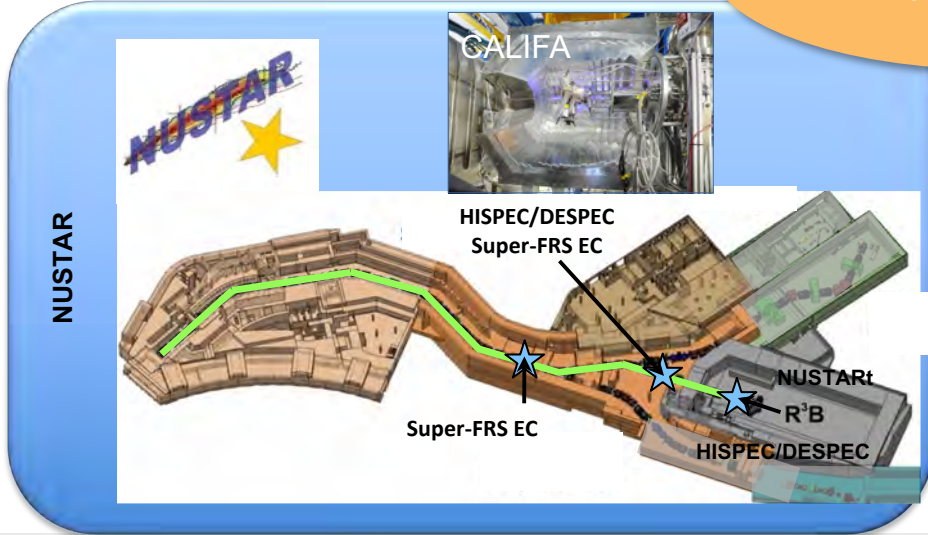 NUSTAR
CALIFA
NUSTAR
HISPEC/DESPEC
Super-FRS EC
Super-FRS EC
NUSTARt
R³B
HISPEC/DESPEC